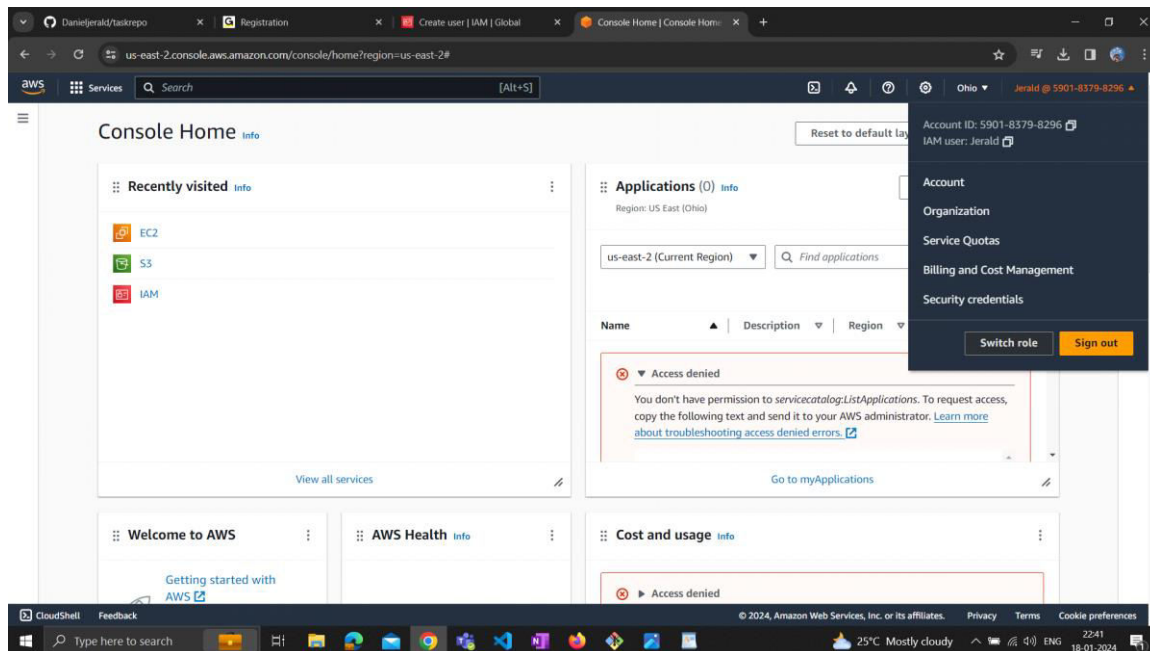 Danieljerald/taskrepo
Registration
Create user | IAM | Global
Console Home | Console Home
us-east-2.console.aws.amazon.com/console/home?region=us-east-2#
aws
Services
Search
[Alt+S]
Ohio
Jerald @ 5901-8379-8296
Console Home Info
Reset to default lay
Account ID: 5901-8379-8296
IAM user: Jerald
Account
Organization
Service Quotas
Billing and Cost Management
Security credentials
Switch role
Sign out
Recently visited Info
EC2
S3
IAM
View all services
Applications (0) Info
Region: US East (Ohio)
us-east-2 (Current Region)
Find applications
Name
Description
Region
Access denied
You don't have permission to servicecatalog:ListApplications. To request access,
copy the following text and send it to your AWS administrator. Learn more
about troubleshooting access denied errors.
Go to myApplications
Welcome to AWS
Getting started with
AWS
AWS Health Info
Cost and usage Info
Access denied
CloudShell
Feedback
© 2024, Amazon Web Services, Inc. or its affiliates.
Privacy
Terms
Cookie preferences
Type here to search
25°C Mostly cloudy
ENG
22:41
18-01-2024